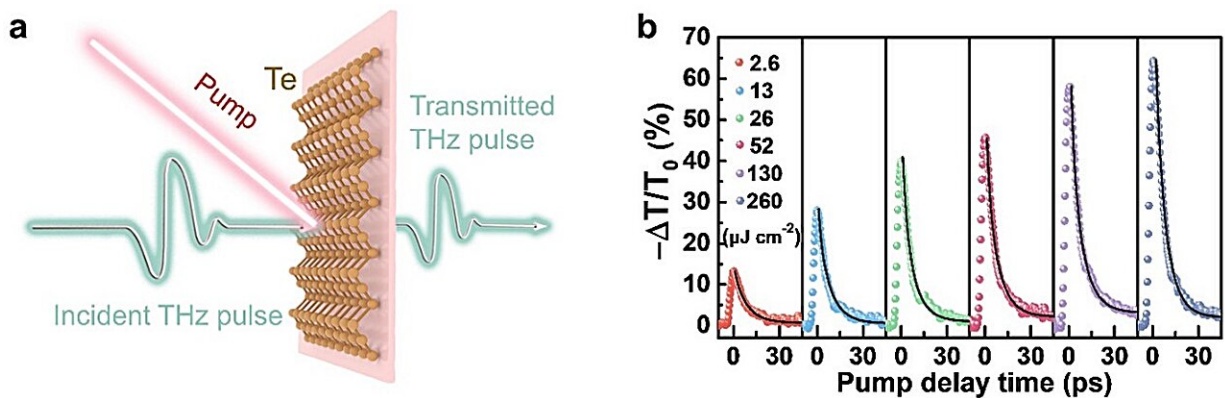 a
Pump
Te
Transmitted
THz pulse
Incident THz pulse
b
−ΔT/T₀ (%)
70
60
50
40
30
20
10
0
2.6
13
26
52
130
260
(μJ cm⁻²)
0 30 0 30 0 30 0 30 0 30 0 30
Pump delay time (ps)